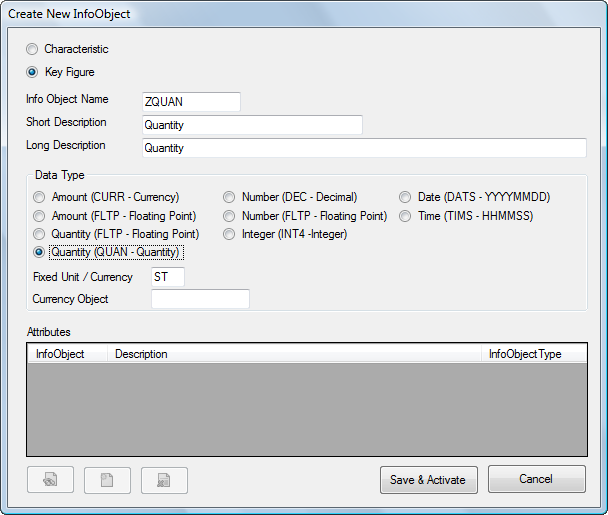 Create New InfoObject
Characteristic
Key Figure
Info Object Name ZQUAN
Short Description Quantity
Long Description Quantity
Data Type
Amount (CURR - Currency) Number (DEC - Decimal) Date (DATS - YYYYMMDD)
Amount (FLTP - Floating Point) Number (FLTP - Floating Point) Time (TIMS - HHMMSS)
Quantity (FLTP - Floating Point) Integer (INT4 -Integer)
Quantity (QUAN - Quantity)
Fixed Unit / Currency ST
Currency Object
Attributes
InfoObject Description InfoObjectType
Save & Activate Cancel